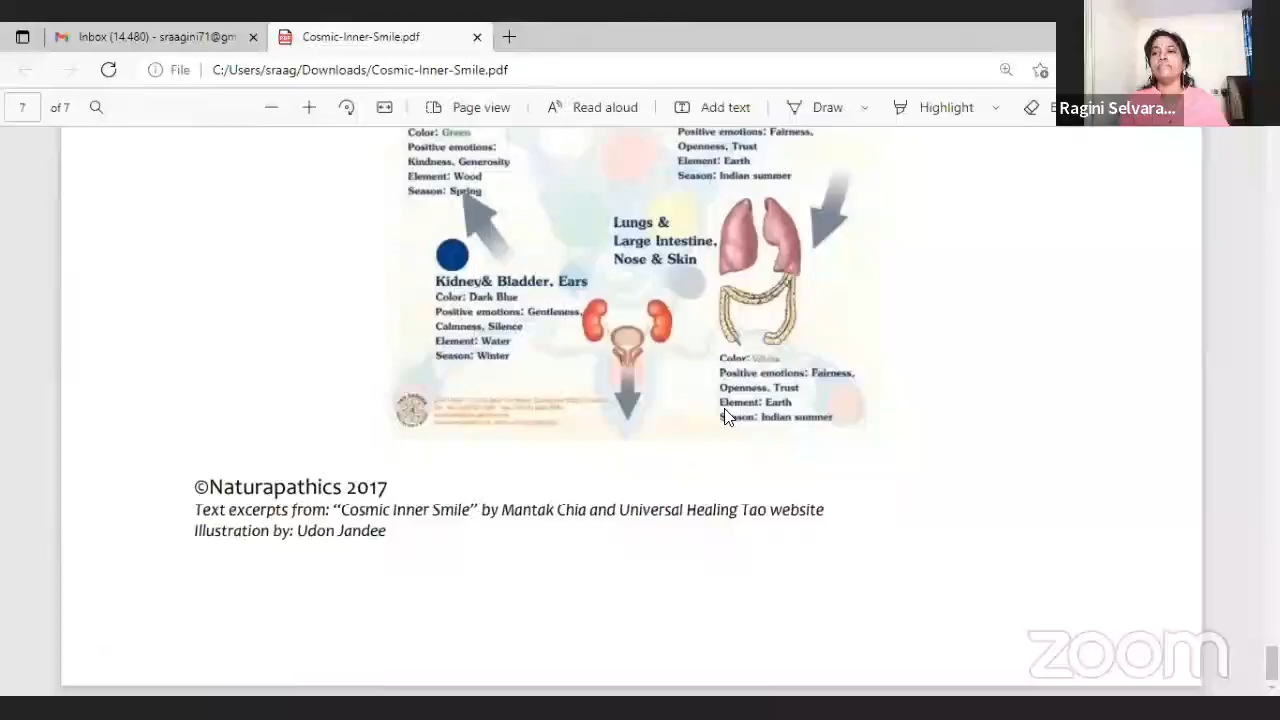 Inbox (14,480) - sraagini71@gm
Cosmic-Inner-Smile.pdf
File
C:/Users/sraag/Downloads/Cosmic-Inner-Smile.pdf
7 of 7
Page view
Read aloud
Add text
Draw
Highlight
Ragini Selvara...
Color: Green
Positive emotions:
Kindness, Generosity
Element: Wood
Season: Spring
Positive emotions: Fairness,
Openness, Trust
Element: Earth
Season: Indian summer
Lungs &
Large Intestine,
Nose & Skin
Kidney& Bladder, Ears
Color: Dark Blue
Positive emotions: Gentleness,
Calmness, Silence
Element: Water
Season: Winter
Color: White
Positive emotions: Fairness,
Openness, Trust
Element: Earth
Season: Indian summer
©Naturapathics 2017
Text excerpts from: “Cosmic Inner Smile” by Mantak Chia and Universal Healing Tao website
Illustration by: Udon Jandee
zoom